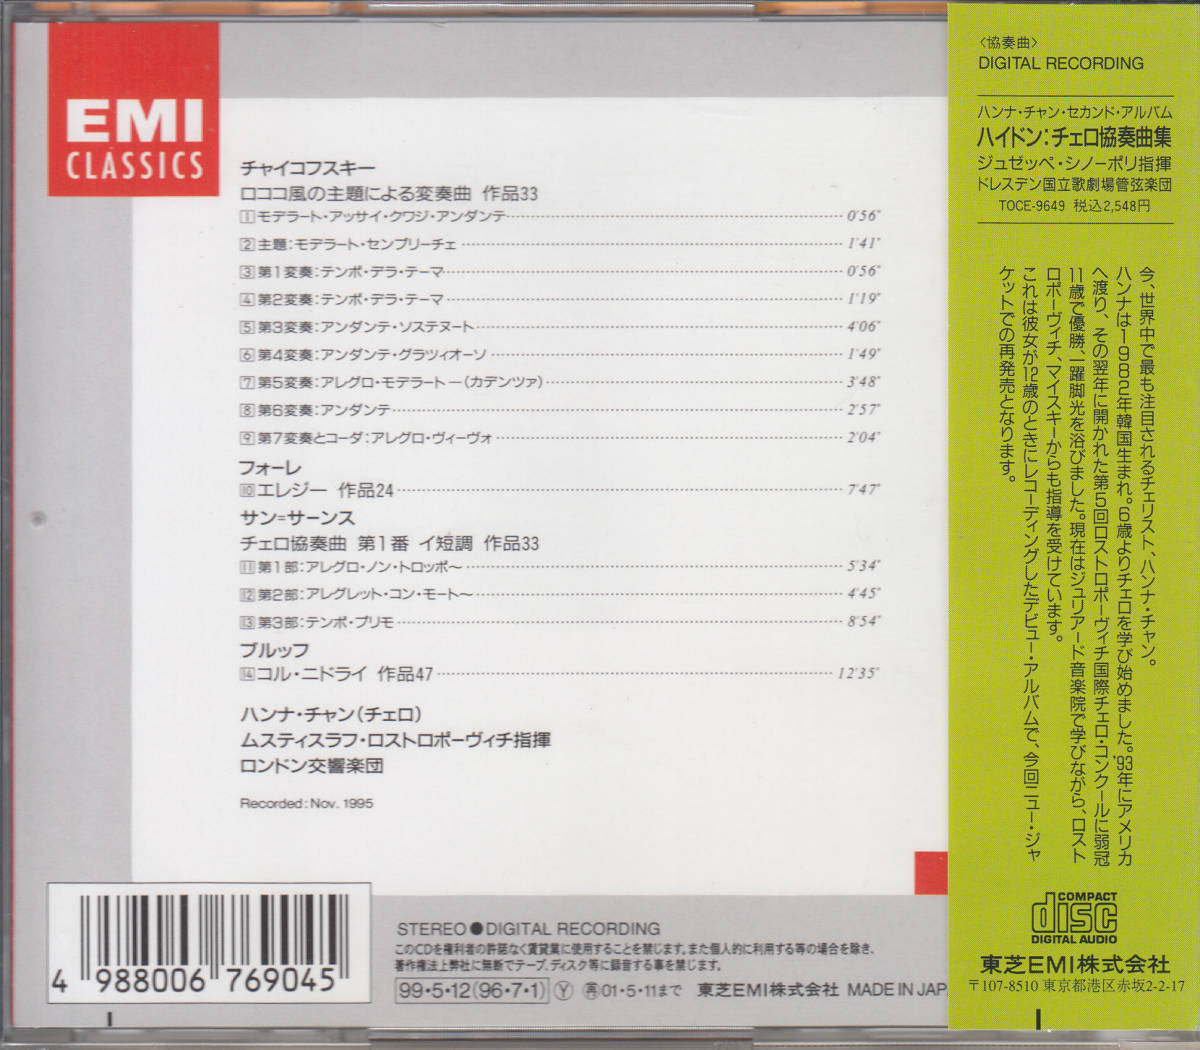 EMI
CLASSICS
チャイコフスキー
ロココ風の主題による変奏曲 作品33
1 モデラート・アッサイ・クワジ・アンダンテ 0'56"
2 主題:モデラート・センプリーチェ 1'41"
3 第1変奏:テンポ・デラ・テーマ 0'56"
4 第2変奏:テンポ・デラ・テーマ 1'19"
5 第3変奏:アンダンテ・ソステヌート 4'06"
6 第4変奏:アンダンテ・グラツィオーソ 1'49"
7 第5変奏:アレグロ・モデラート―(カデンツァ) 3'48"
8 第6変奏:アンダンテ 2'57"
9 第7変奏とコーダ:アレグロ・ヴィーヴォ 2'04"
フォーレ
10 エレジー 作品24 7'47"
サン=サーンス
チェロ協奏曲 第1番 イ短調 作品33
11 第1部:アレグロ・ノン・トロッポ〜 5'34"
12 第2部:アレグレット・コン・モート〜 4'45"
13 第3部:テンポ・プリモ 8'54"
ブルッフ
14 コル・ニドライ 作品47 12'35"
ハンナ・チャン(チェロ)
ムスティスラフ・ロストロポーヴィチ指揮
ロンドン交響楽団
Recorded:Nov. 1995
4 988006 769045
STEREO●DIGITAL RECORDING
このCDを権利者の許諾なく賃貸業に使用することを禁じます。また個人的に利用する等の場合を除き、
著作権法上弊社に無断でテープ、ディスク等に録音する事を禁じます。
99・5・12(96・7・1) Ⓨ 再01・5・11まで 東芝EMI株式会社 MADE IN JAPA
〈協奏曲〉
DIGITAL RECORDING
ハンナ・チャン・セカンド・アルバム
ハイドン:チェロ協奏曲集
ジュゼッペ・シノーポリ指揮
ドレスデン国立歌劇場管弦楽団
TOCE-9649 税込2,548円
今、世界中で最も注目されるチェリスト、ハンナ・チャン。
ハンナは1982年韓国生まれ。6歳よりチェロを学び始めました。'93年にアメリカ
へ渡り、その翌年に開かれた第5回ロストロポーヴィチ国際チェロ・コンクールに弱冠
11歳で優勝、一躍脚光を浴びました。現在はジュリアード音楽院で学びながら、ロスト
ロポーヴィチ、マイスキーからも指導を受けています。
これは彼女が12歳のときにレコーディングしたデビュー・アルバムで、今回ニュー・ジャ
ケットでの再発売となります。
COMPACT
disc
DIGITAL AUDIO
東芝EMI株式会社
〒107-8510 東京都港区赤坂2-2-17